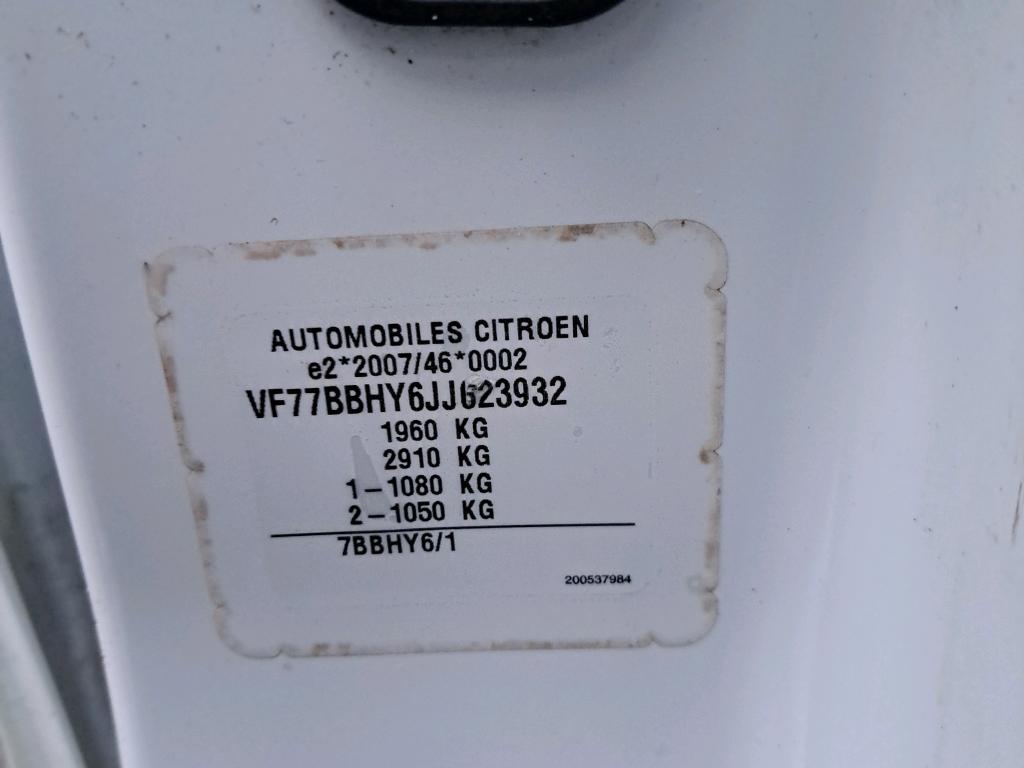 AUTOMOBILES CITROEN
e2*2007/46*0002
VF77BBHY6JJ623932
1960 KG
2910 KG
1-1080 KG
2-1050 KG
7BBHY6/1
200537984